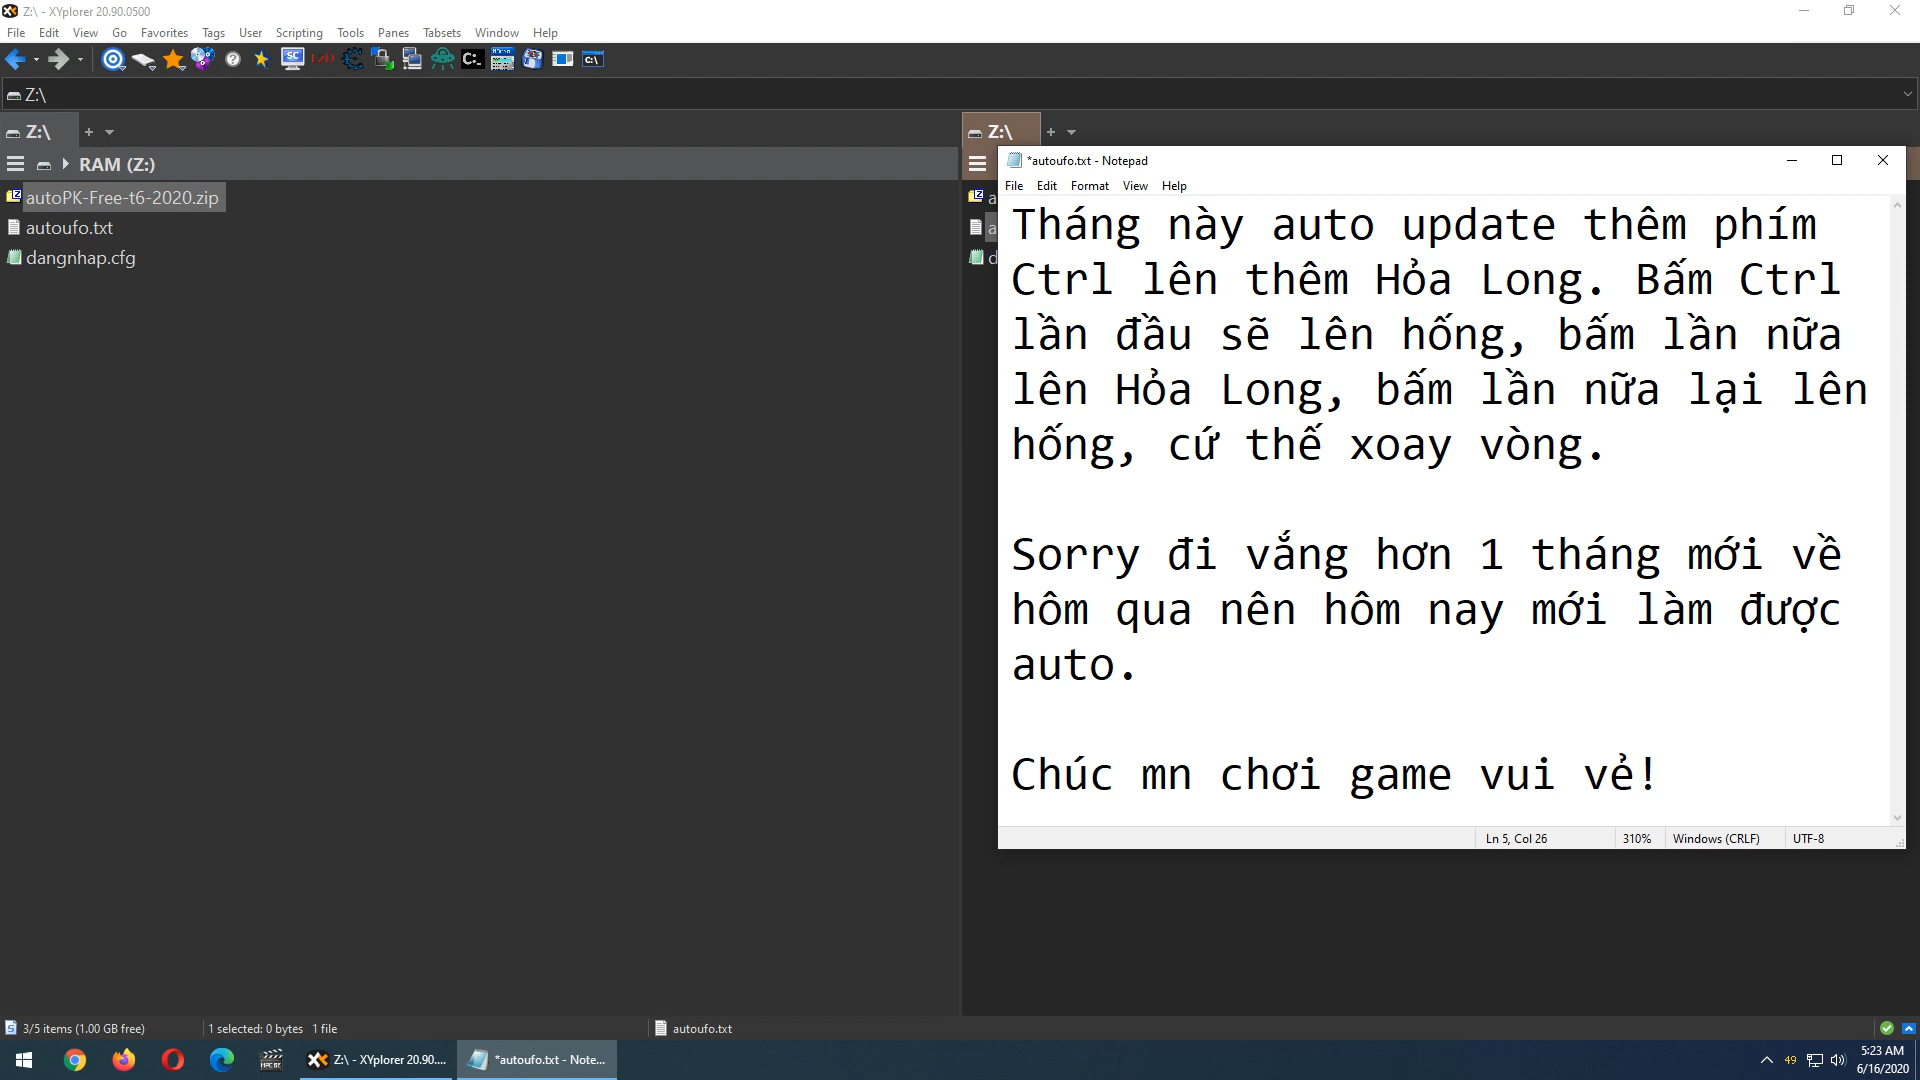 Z:\ - XYplorer 20.90.0500
File Edit View Go Favorites Tags User Scripting Tools Panes Tabsets Window Help
Z:\
Z:\
RAM (Z:)
autoPK-Free-t6-2020.zip
autoufo.txt
dangnhap.cfg
Z:\
*autoufo.txt - Notepad
File Edit Format View Help
Tháng này auto update thêm phím
Ctrl lên thêm Hỏa Long. Bấm Ctrl
lần đầu sẽ lên hống, bấm lần nữa
lên Hỏa Long, bấm lần nữa lại lên
hống, cứ thế xoay vòng.
Sorry đi vắng hơn 1 tháng mới về
hôm qua nên hôm nay mới làm được
auto.
Chúc mn chơi game vui vẻ!
Ln 5, Col 26 310% Windows (CRLF) UTF-8
3/5 items (1.00 GB free) 1 selected: 0 bytes 1 file autoufo.txt
Z:\ - XYplorer 20.90.... *autoufo.txt - Note... 49 5:23 AM
6/16/2020